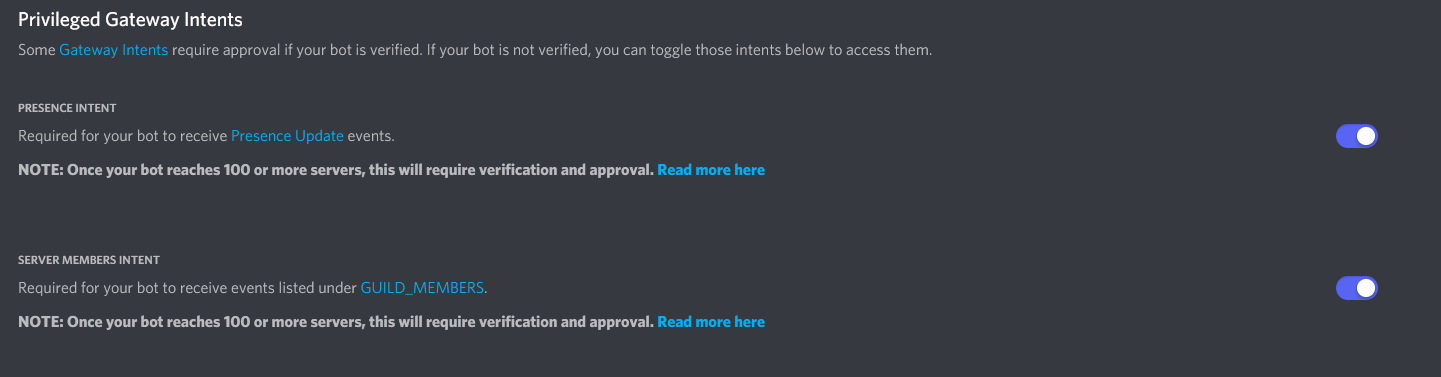 Privileged Gateway Intents
Some Gateway Intents require approval if your bot is verified. If your bot is not verified, you can toggle those intents below to access them.
PRESENCE INTENT
Required for your bot to receive Presence Update events.
NOTE: Once your bot reaches 100 or more servers, this will require verification and approval. Read more here
SERVER MEMBERS INTENT
Required for your bot to receive events listed under GUILD_MEMBERS.
NOTE: Once your bot reaches 100 or more servers, this will require verification and approval. Read more here